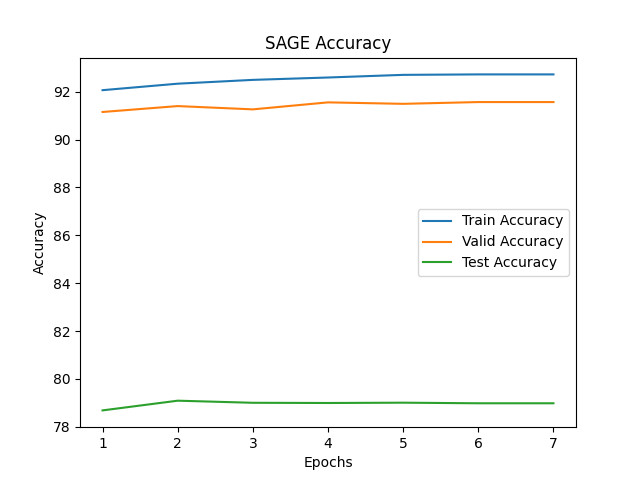 SAGE Accuracy
Accuracy
92
90
88
86
84
82
80
78
Train Accuracy
Valid Accuracy
Test Accuracy
1 2 3 4 5 6 7
Epochs